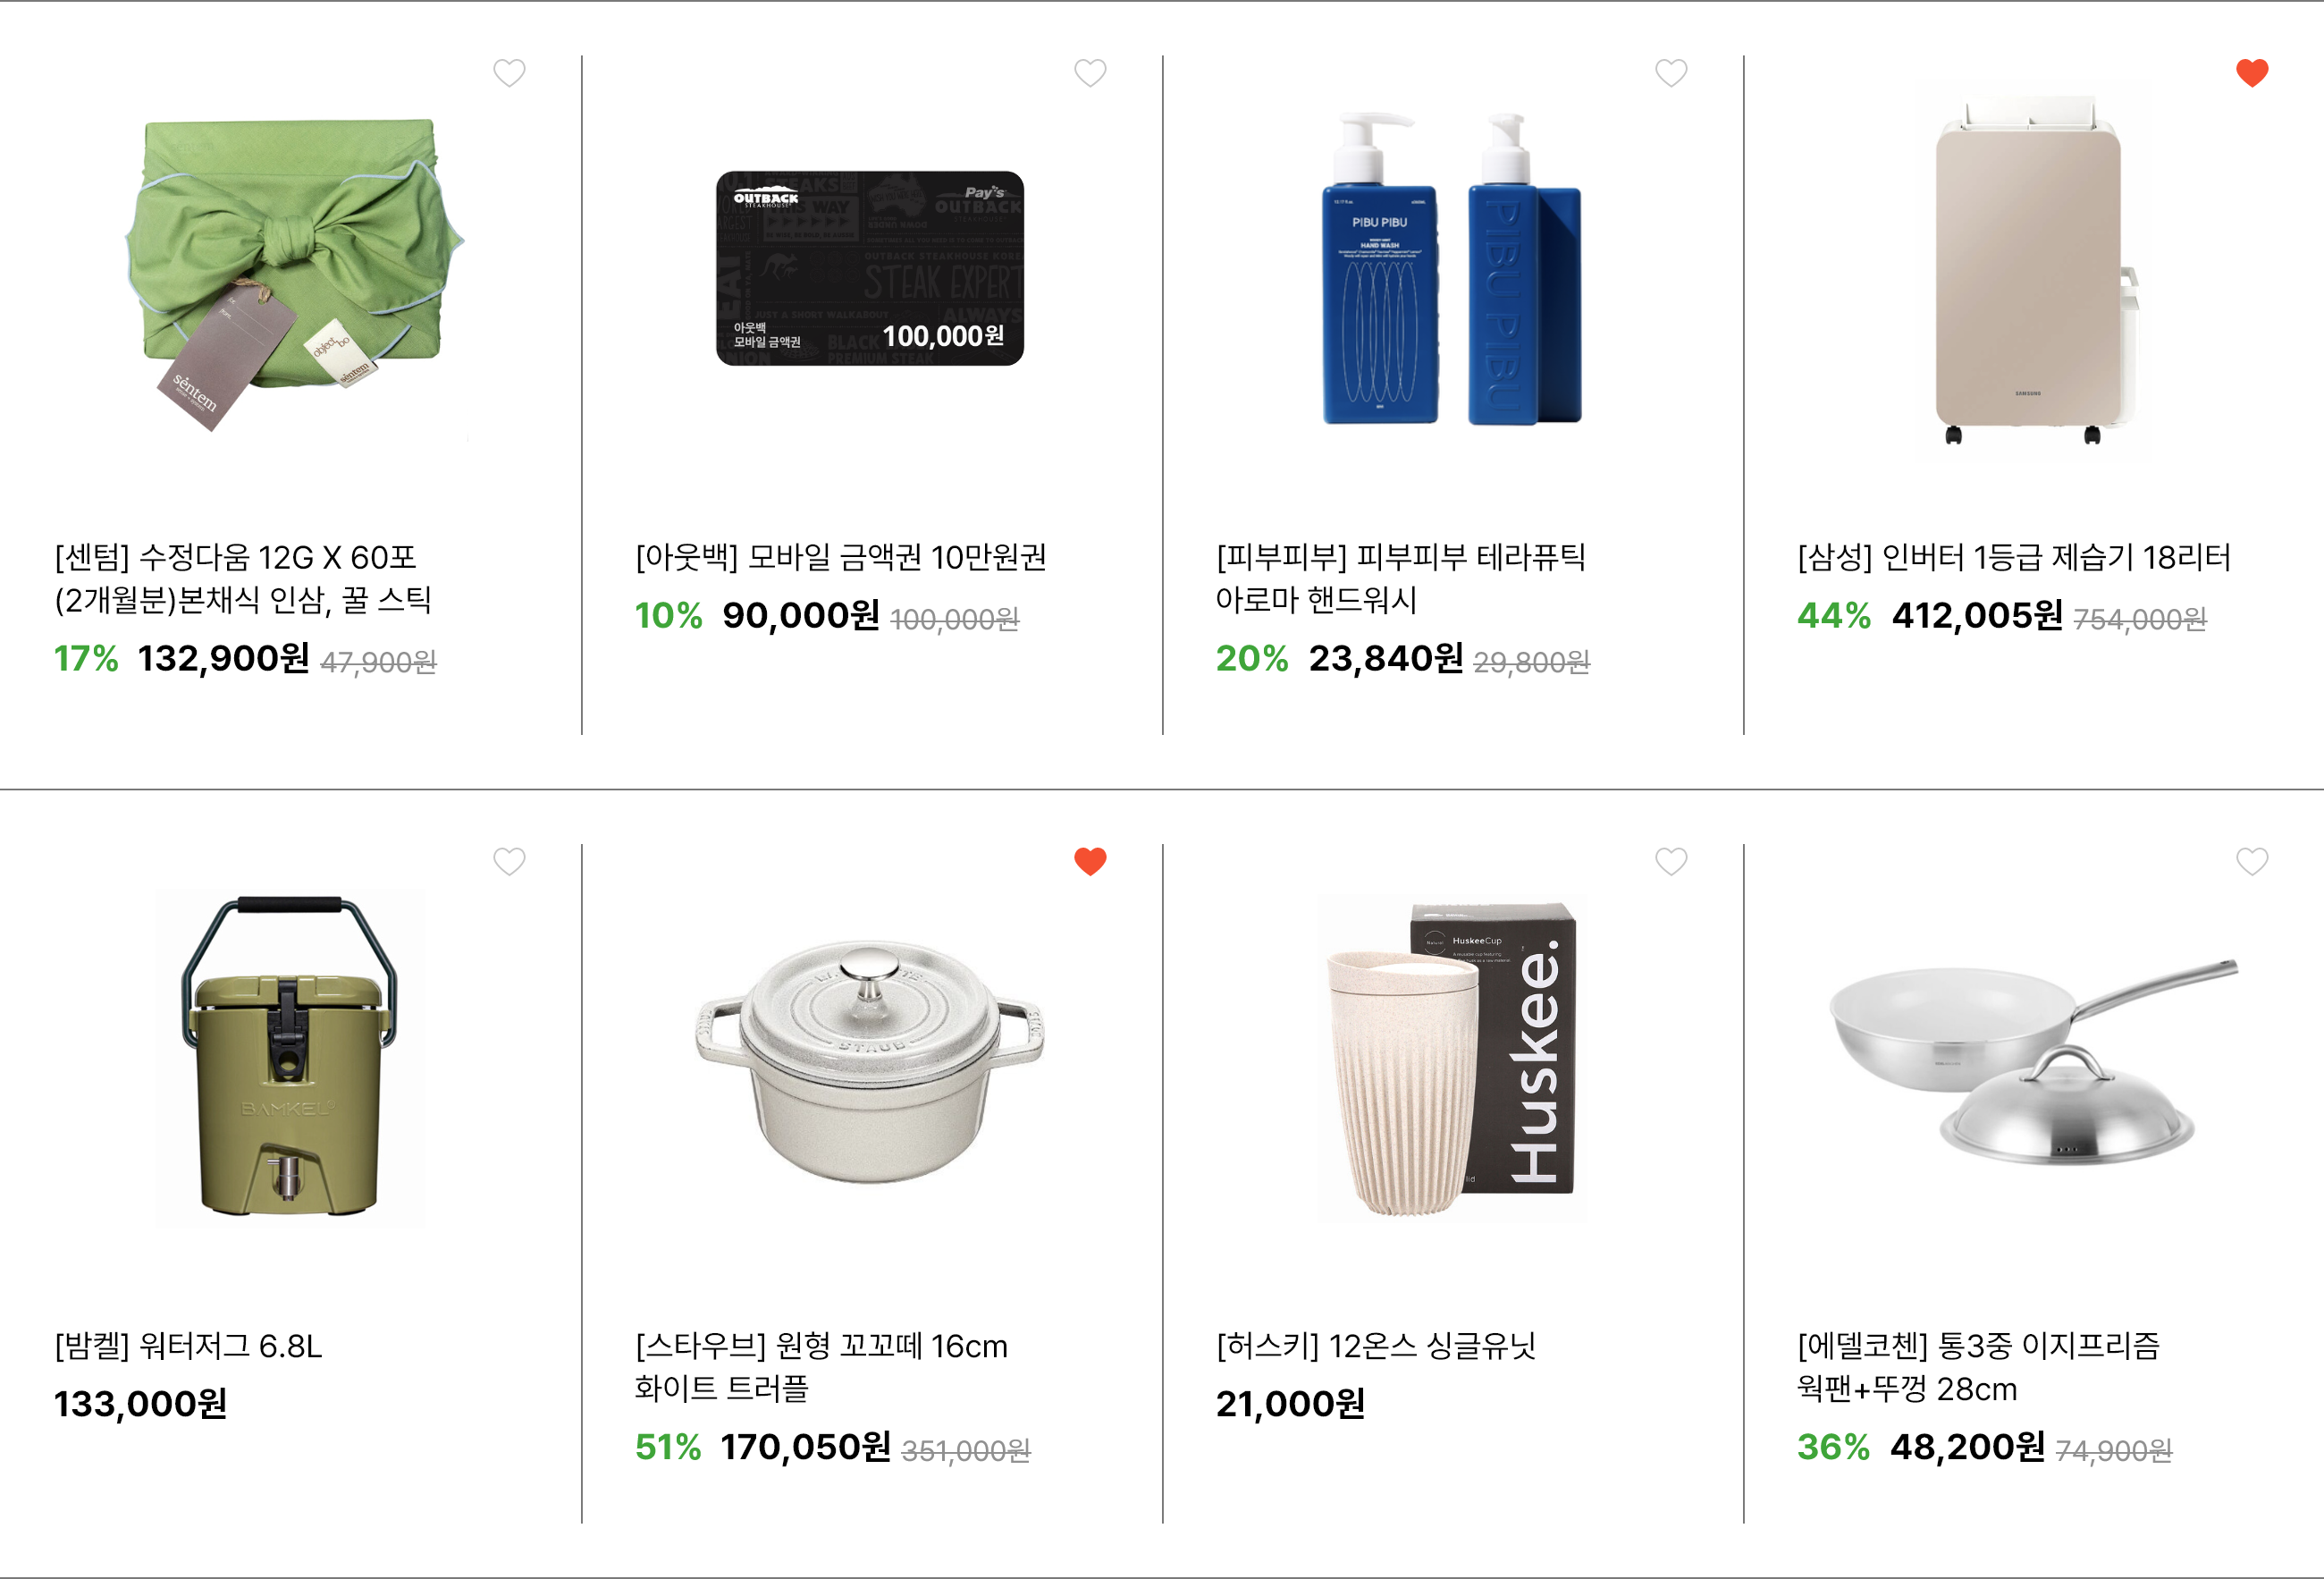 séntem
object bo
séntem
OUTBACK
STEAKHOUSE
Pay's
OUTBACK
STEAK EXPERT
JUST A SHORT WALKABOUT
ALWAYS
BLACK
PREMIUM STEAK
아웃백
모바일 금액권
100,000원
PIBU PIBU
HAND WASH
PIBU PIBU
SAMSUNG
[센텀] 수정다움 12G X 60포
(2개월분)본채식 인삼, 꿀 스틱
17% 132,900원 47,900원
[아웃백] 모바일 금액권 10만원권
10% 90,000원 100,000원
[피부피부] 피부피부 테라퓨틱
아로마 핸드워시
20% 23,840원 29,800원
[삼성] 인버터 1등급 제습기 18리터
44% 412,005원 754,000원
BAMKEL
STAUB
HuskeeCup
Huskee.
[밤켈] 워터저그 6.8L
133,000원
[스타우브] 원형 꼬꼬떼 16cm
화이트 트러플
51% 170,050원 351,000원
[허스키] 12온스 싱글유닛
21,000원
[에델코첸] 통3중 이지프리즘
웍팬+뚜껑 28cm
36% 48,200원 74,900원